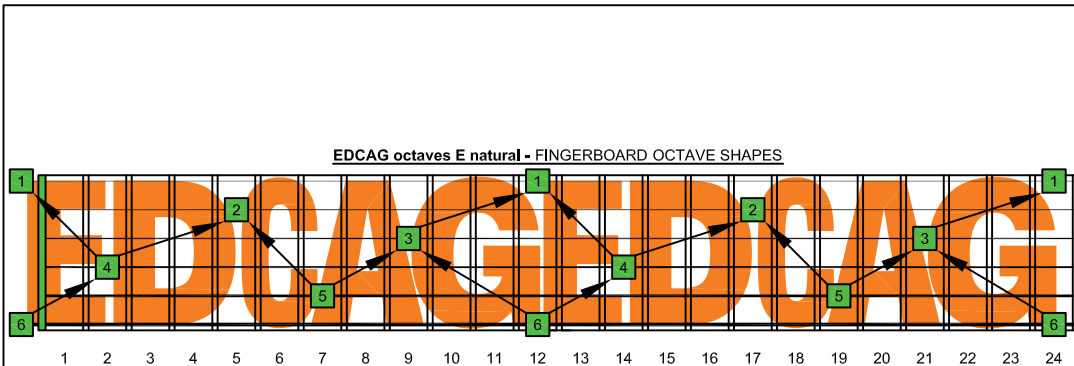 EDCAG octaves E natural - FINGERBOARD OCTAVE SHAPES
EDCAGEDCAG
1 1 1
2 2
3 3
4 4
5 5
6 6 6
1 2 3 4 5 6 7 8 9 10 11 12 13 14 15 16 17 18 19 20 21 22 23 24